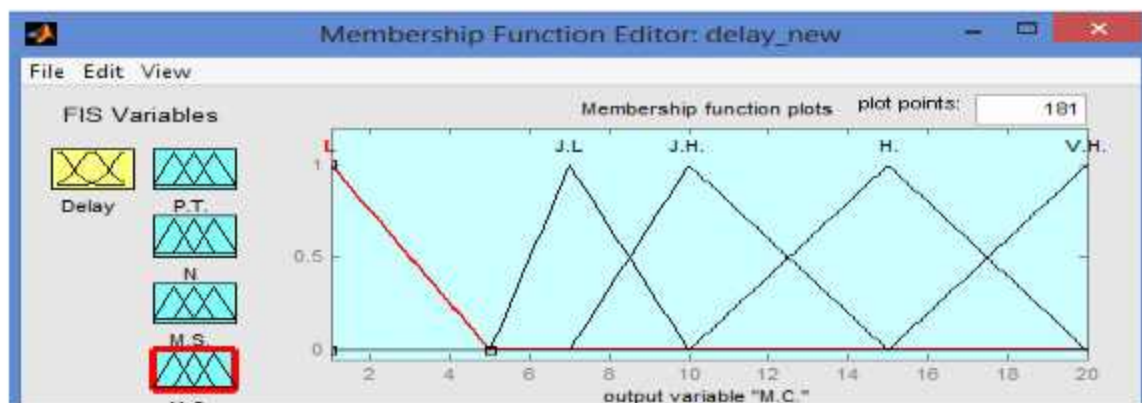 Membership Function Editor: delay_new
File Edit View
FIS Variables
Membership function plots
plot points:
181
L
J.L
J.H.
H.
V.H.
Delay
P.T.
N
M.S.
1
0.5
0
2
4
6
8
10
12
14
16
18
20
output variable "M.C."